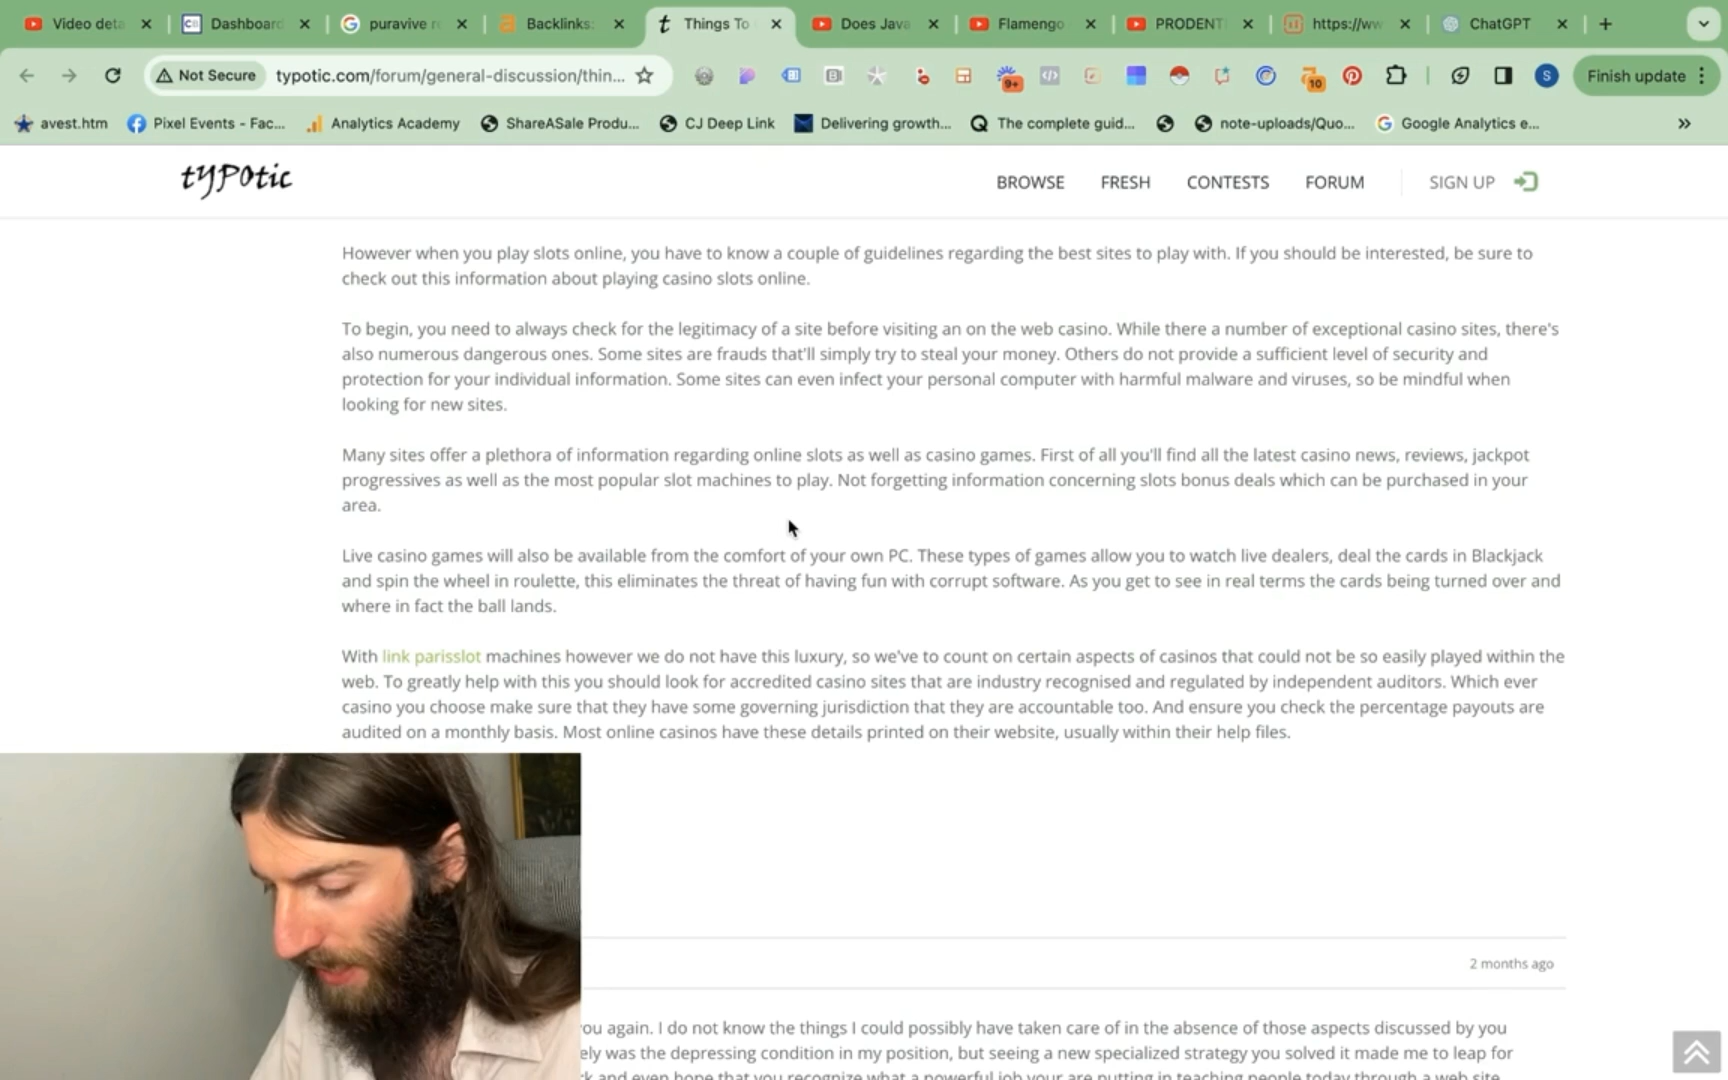 Video deta
Dashboard
puravive r
Backlinks:
Things To
Does Java
Flamengo
PRODENT
https://ww
ChatGPT
Not Secure
typotic.com/forum/general-discussion/thin...
9+
10
S
Finish update
avest.htm
Pixel Events - Fac...
Analytics Academy
ShareASale Produ...
CJ Deep Link
Delivering growth...
The complete guid...
note-uploads/Quo...
Google Analytics e...
tYPOtic
BROWSE
FRESH
CONTESTS
FORUM
SIGN UP
However when you play slots online, you have to know a couple of guidelines regarding the best sites to play with. If you should be interested, be sure to
check out this information about playing casino slots online.
To begin, you need to always check for the legitimacy of a site before visiting an on the web casino. While there a number of exceptional casino sites, there's
also numerous dangerous ones. Some sites are frauds that'll simply try to steal your money. Others do not provide a sufficient level of security and
protection for your individual information. Some sites can even infect your personal computer with harmful malware and viruses, so be mindful when
looking for new sites.
Many sites offer a plethora of information regarding online slots as well as casino games. First of all you'll find all the latest casino news, reviews, jackpot
progressives as well as the most popular slot machines to play. Not forgetting information concerning slots bonus deals which can be purchased in your
area.
Live casino games will also be available from the comfort of your own PC. These types of games allow you to watch live dealers, deal the cards in Blackjack
and spin the wheel in roulette, this eliminates the threat of having fun with corrupt software. As you get to see in real terms the cards being turned over and
where in fact the ball lands.
With link parisslot machines however we do not have this luxury, so we've to count on certain aspects of casinos that could not be so easily played within the
web. To greatly help with this you should look for accredited casino sites that are industry recognised and regulated by independent auditors. Which ever
casino you choose make sure that they have some governing jurisdiction that they are accountable too. And ensure you check the percentage payouts are
audited on a monthly basis. Most online casinos have these details printed on their website, usually within their help files.
2 months ago
ou again. I do not know the things I could possibly have taken care of in the absence of those aspects discussed by you
ely was the depressing condition in my position, but seeing a new specialized strategy you solved it made me to leap for
k and even hope that you recognize what a powerful job your are putting in teaching people today through a web site